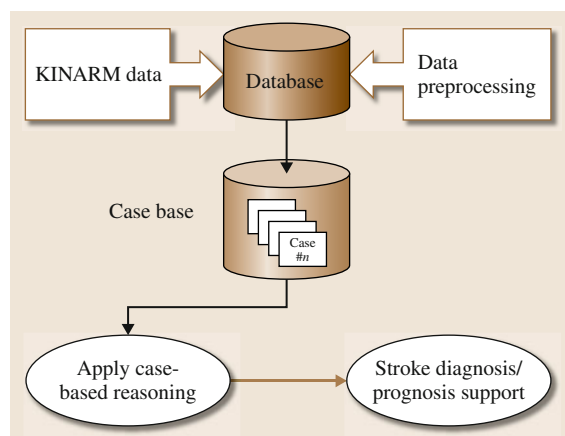 KINARM data
Database
Data
preprocessing
Case base
Case
#n
Apply case-
based reasoning
Stroke diagnosis/
prognosis support